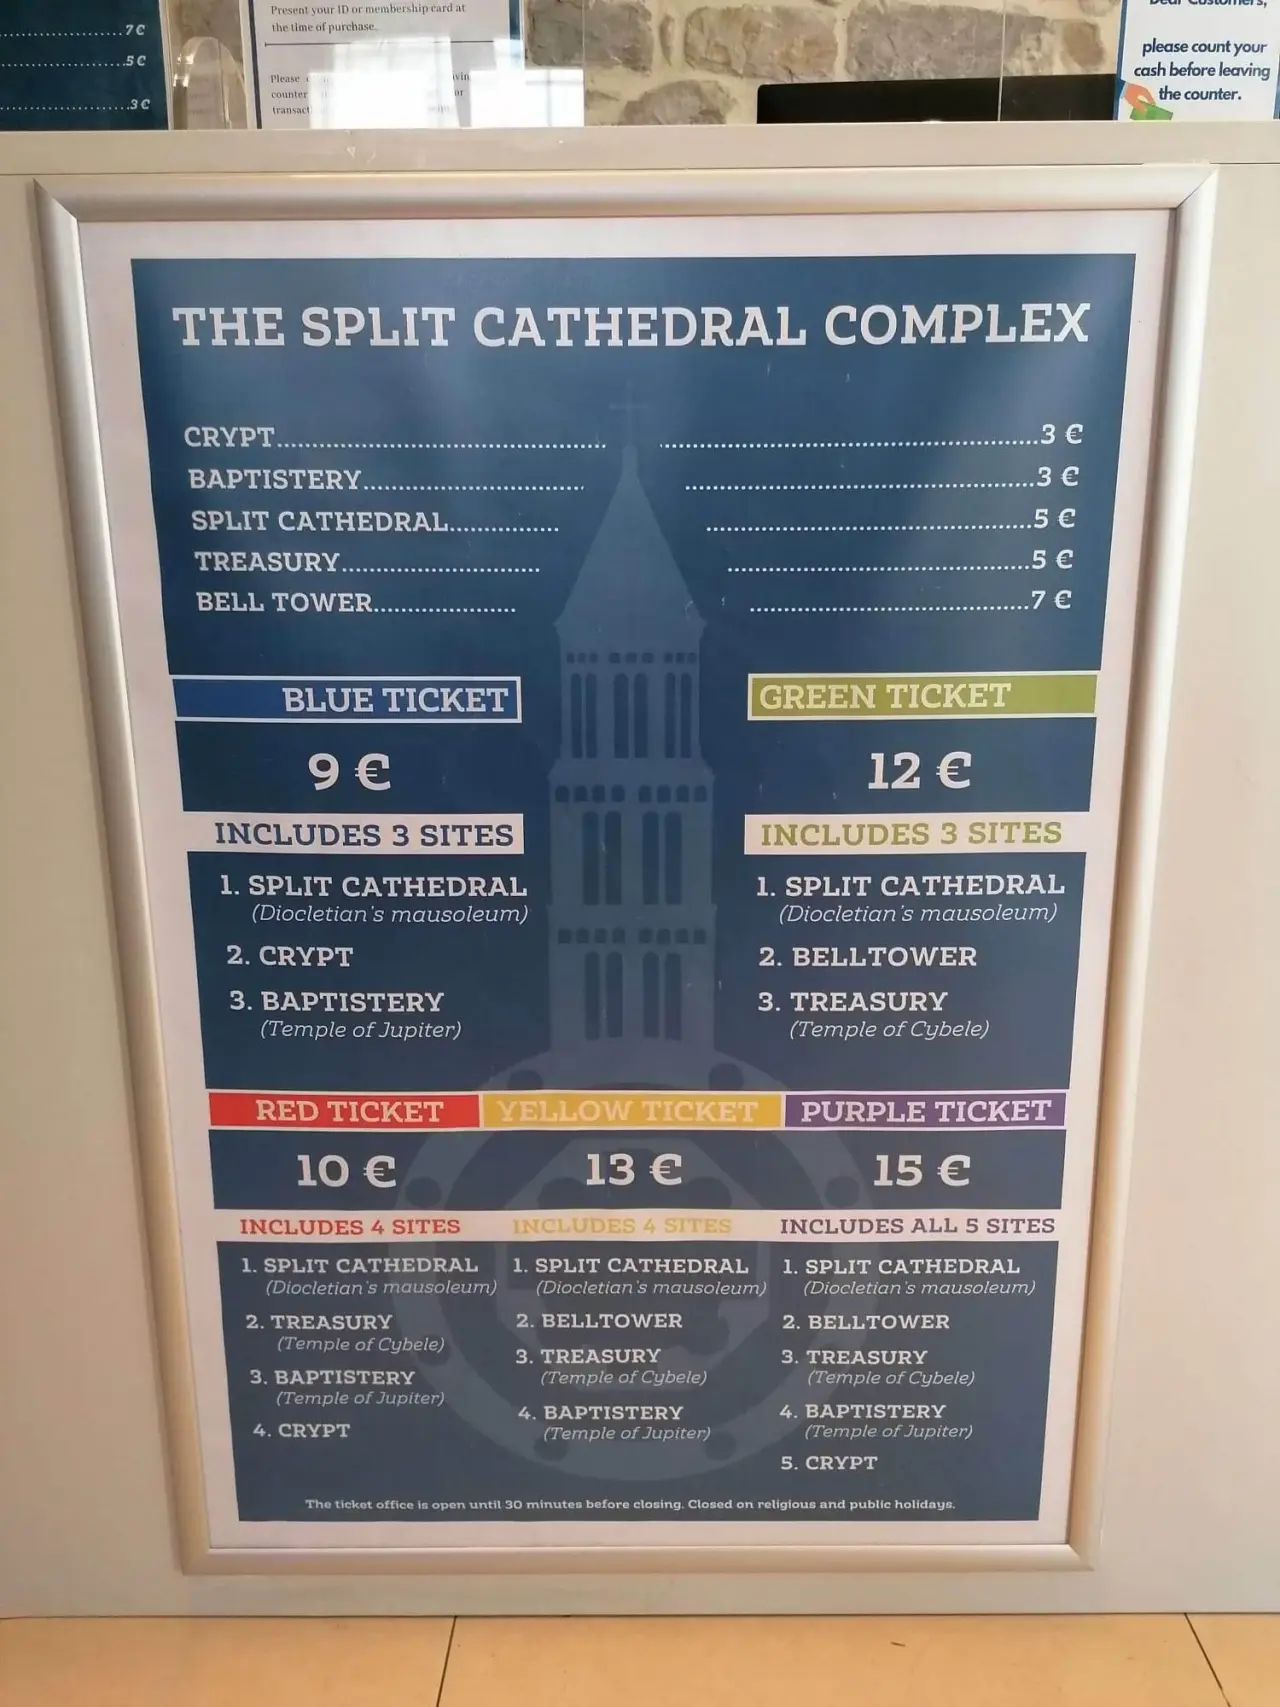 7 €
5 €
3 €
Present your ID or membership card at
the time of purchase.
Please
counter
or
transact
please count your
cash before leaving
the counter.
THE SPLIT CATHEDRAL COMPLEX
CRYPT 3 €
BAPTISTERY 3 €
SPLIT CATHEDRAL 5 €
TREASURY 5 €
BELL TOWER 7 €
BLUE TICKET
9 €
INCLUDES 3 SITES
1. SPLIT CATHEDRAL
(Diocletian's mausoleum)
2. CRYPT
3. BAPTISTERY
(Temple of Jupiter)
GREEN TICKET
12 €
INCLUDES 3 SITES
1. SPLIT CATHEDRAL
(Diocletian's mausoleum)
2. BELLTOWER
3. TREASURY
(Temple of Cybele)
RED TICKET
10 €
INCLUDES 4 SITES
1. SPLIT CATHEDRAL
(Diocletian's mausoleum)
2. TREASURY
(Temple of Cybele)
3. BAPTISTERY
(Temple of Jupiter)
4. CRYPT
YELLOW TICKET
13 €
INCLUDES 4 SITES
1. SPLIT CATHEDRAL
(Diocletian's mausoleum)
2. BELLTOWER
3. TREASURY
(Temple of Cybele)
4. BAPTISTERY
(Temple of Jupiter)
PURPLE TICKET
15 €
INCLUDES ALL 5 SITES
1. SPLIT CATHEDRAL
(Diocletian's mausoleum)
2. BELLTOWER
3. TREASURY
(Temple of Cybele)
4. BAPTISTERY
(Temple of Jupiter)
5. CRYPT
The ticket office is open until 30 minutes before closing. Closed on religious and public holidays.